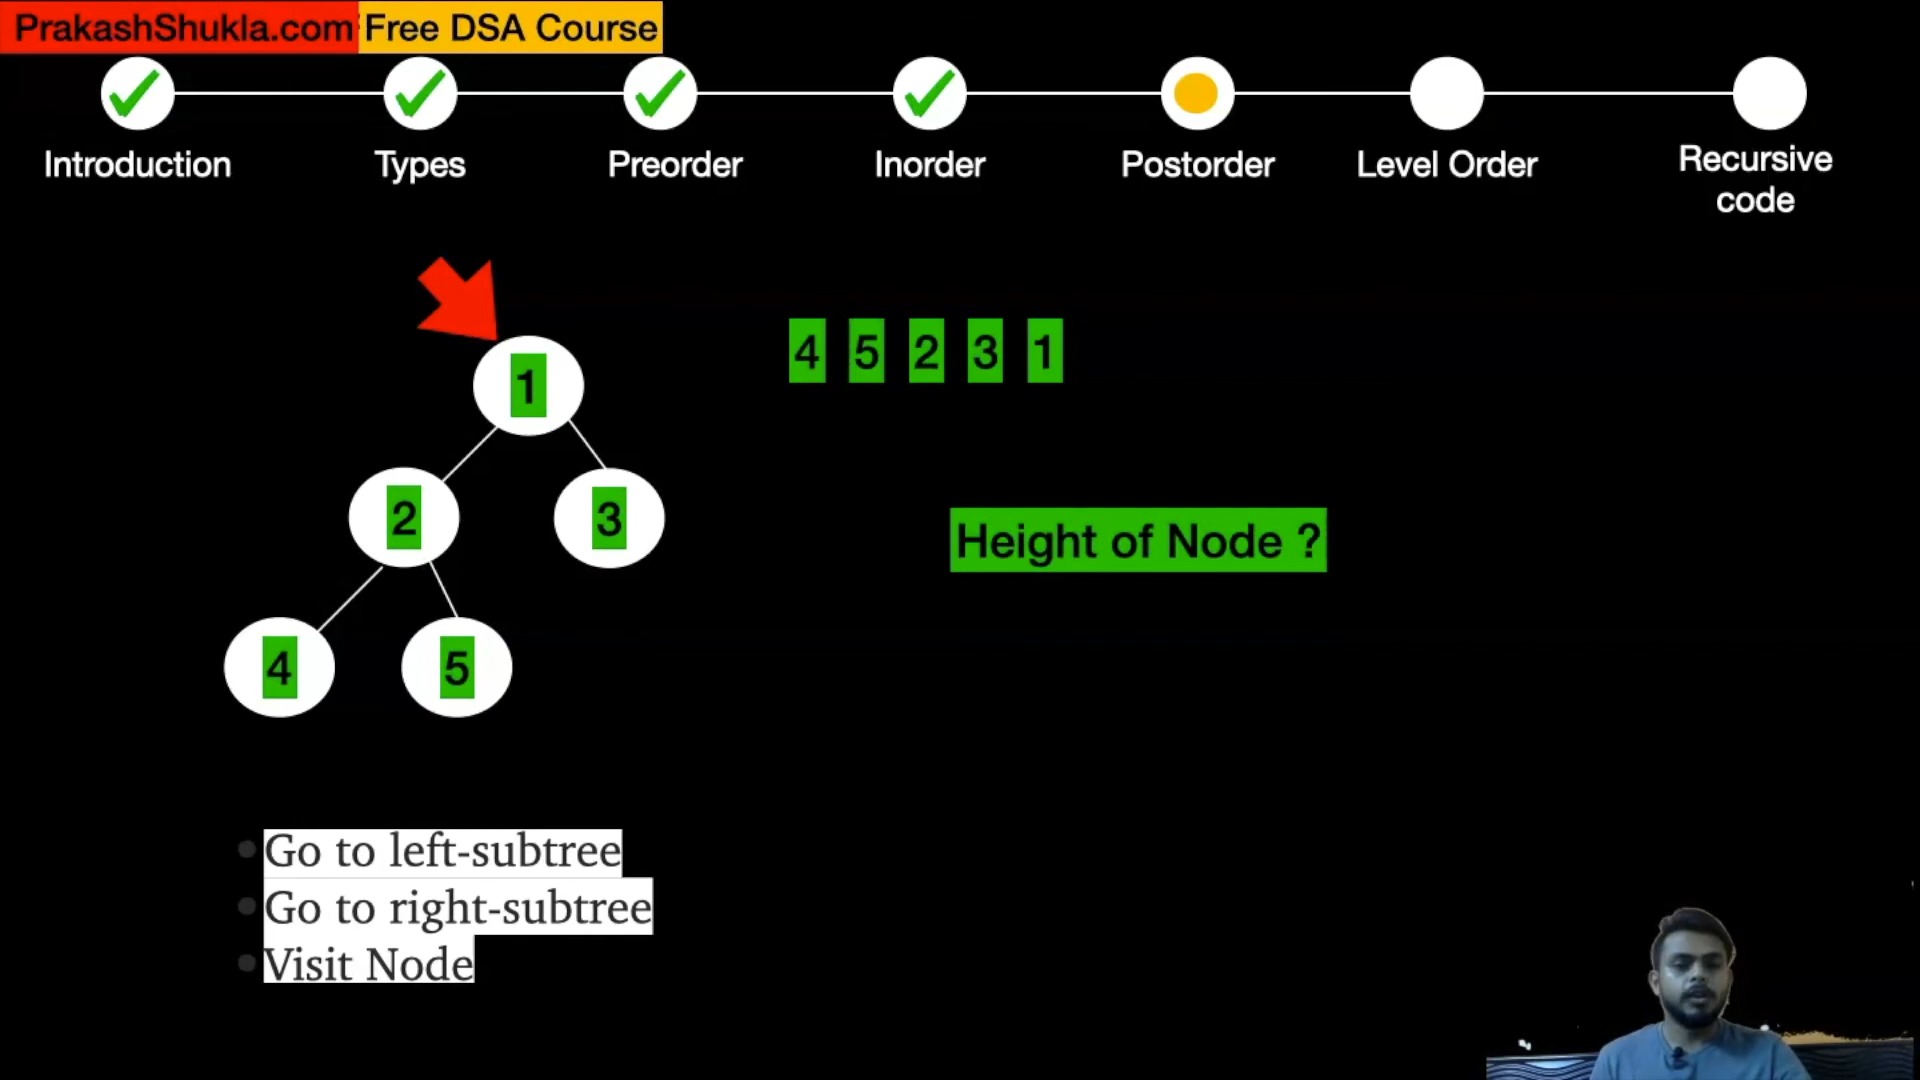 PrakashShukla.com Free DSA Course
Introduction Types Preorder Inorder Postorder Level Order Recursive code
4 5 2 3 1
1
2 3
Height of Node ?
4 5
Go to left-subtree
Go to right-subtree
Visit Node